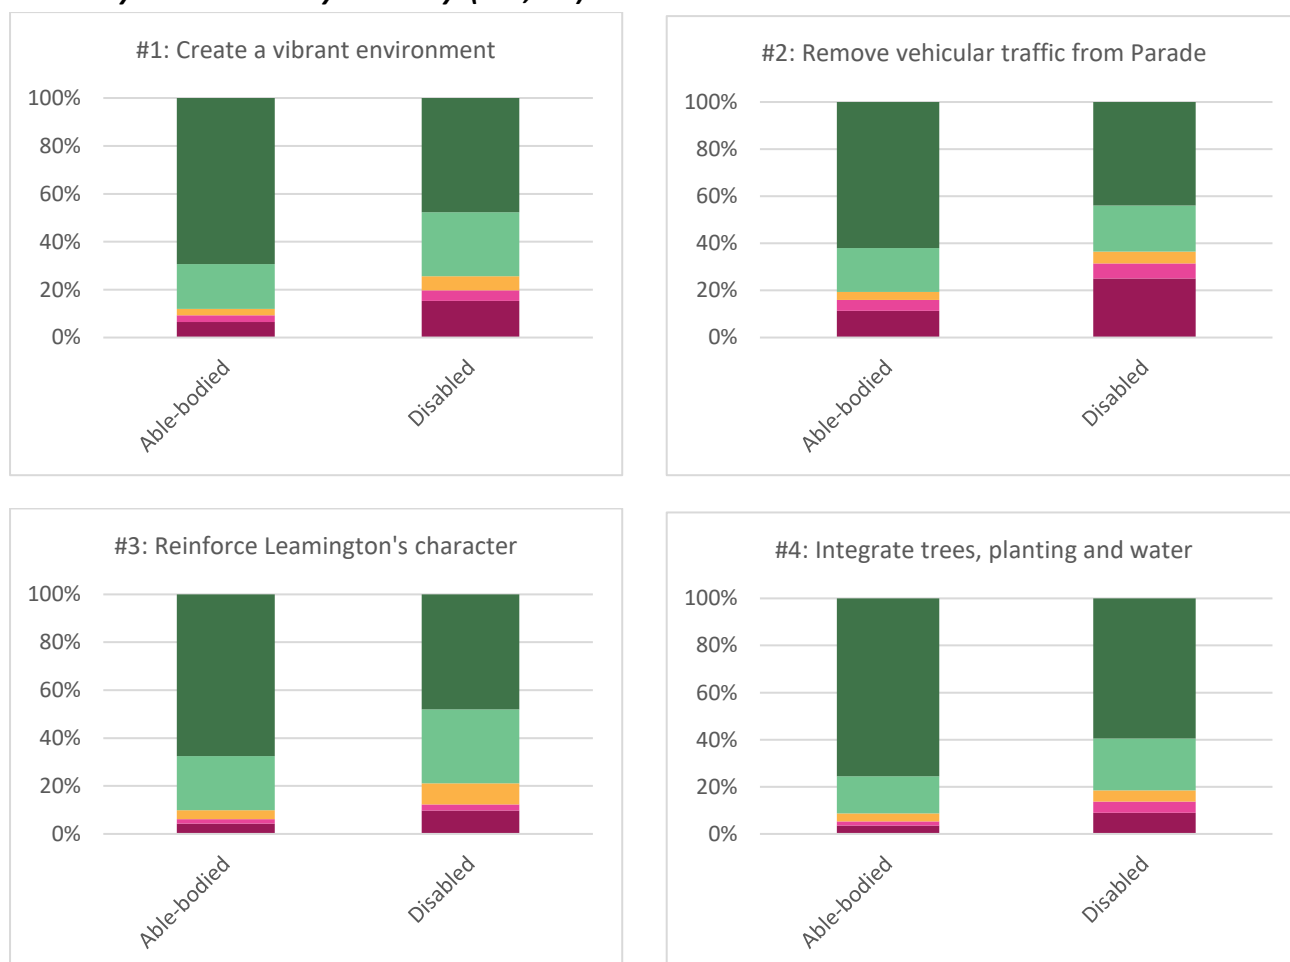 #1: Create a vibrant environment
100%
80%
60%
40%
20%
0%
Able-bodied
Disabled
#2: Remove vehicular traffic from Parade
100%
80%
60%
40%
20%
0%
Able-bodied
Disabled
#3: Reinforce Leamington's character
100%
80%
60%
40%
20%
0%
Able-bodied
Disabled
#4: Integrate trees, planting and water
100%
80%
60%
40%
20%
0%
Able-bodied
Disabled